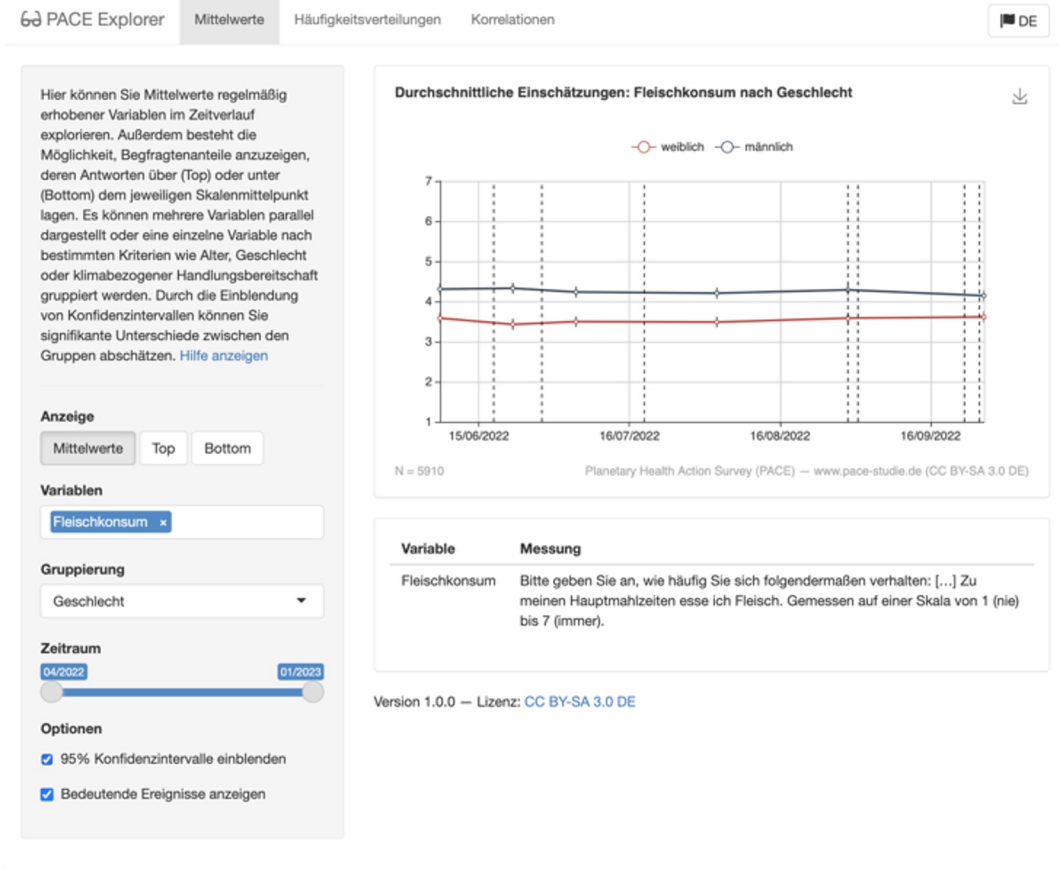 PACE Explorer
Mittelwerte
Häufigkeitsverteilungen
Korrelationen
DE
Hier können Sie Mittelwerte regelmäßig
erhobener Variablen im Zeitverlauf
explorieren. Außerdem besteht die
Möglichkeit, Begfragtenanteile anzuzeigen,
deren Antworten über (Top) oder unter
(Bottom) dem jeweiligen Skalenmittelpunkt
lagen. Es können mehrere Variablen parallel
dargestellt oder eine einzelne Variable nach
bestimmten Kriterien wie Alter, Geschlecht
oder klimabezogener Handlungsbereitschaft
gruppiert werden. Durch die Einblendung
von Konfidenzintervallen können Sie
signifikante Unterschiede zwischen den
Gruppen abschätzen. Hilfe anzeigen
Anzeige
Mittelwerte
Top
Bottom
Variablen
Fleischkonsum ×
Gruppierung
Geschlecht
Zeitraum
04/2022
01/2023
Optionen
95% Konfidenzintervalle einblenden
Bedeutende Ereignisse anzeigen
Durchschnittliche Einschätzungen: Fleischkonsum nach Geschlecht
weiblich
männlich
7
6
5
4
3
2
1
15/06/2022
16/07/2022
16/08/2022
16/09/2022
N = 5910
Planetary Health Action Survey (PACE) — www.pace-studie.de (CC BY-SA 3.0 DE)
Variable
Messung
Fleischkonsum
Bitte geben Sie an, wie häufig Sie sich folgendermaßen verhalten: [...] Zu
meinen Hauptmahlzeiten esse ich Fleisch. Gemessen auf einer Skala von 1 (nie)
bis 7 (immer).
Version 1.0.0 — Lizenz: CC BY-SA 3.0 DE